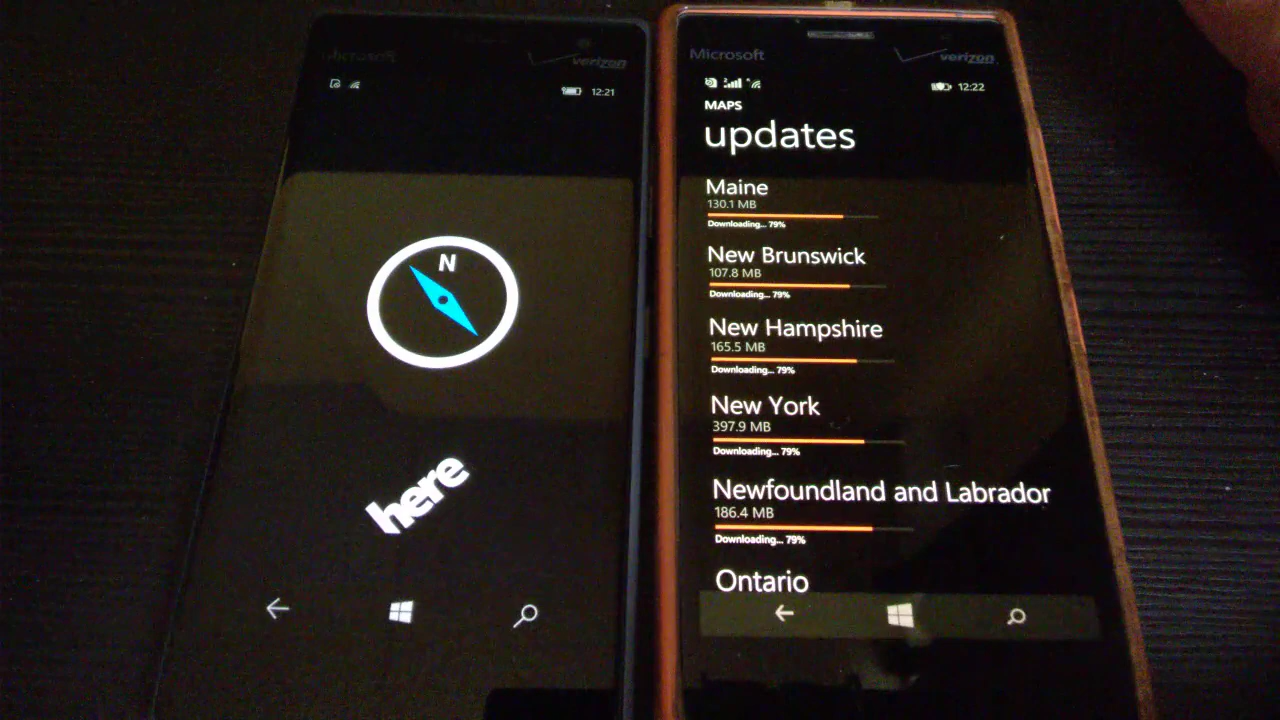 Microsoft
verizon
12:21
N
here
Microsoft
verizon
12:22
MAPS
updates
Maine
130.1 MB
Downloading... 79%
New Brunswick
107.8 MB
Downloading... 79%
New Hampshire
165.5 MB
Downloading... 79%
New York
397.9 MB
Downloading... 79%
Newfoundland and Labrador
186.4 MB
Downloading... 79%
Ontario